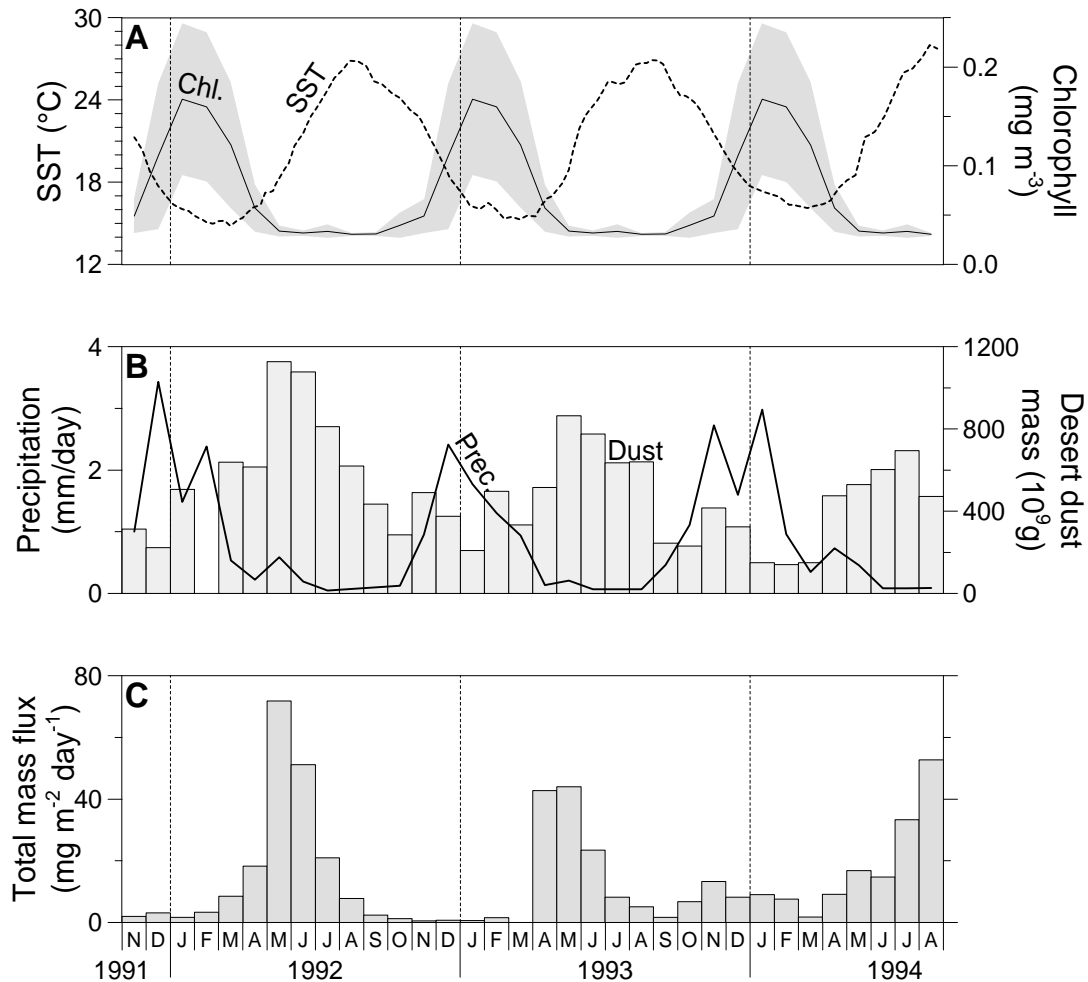 A
30
24
18
12
SST (°C)
Chl.
SST
0.2
0.1
0.0
Chlorophyll
(mg m-3)
B
4
2
0
Precipitation
(mm/day)
Prec.
Dust
1200
800
400
0
Desert dust
mass (10⁹g)
C
80
40
0
Total mass flux
(mg m-2 day-1)
N D J F M A M J J A S O N D J F M A M J J A S O N D J F M A M J J A
1991 1992 1993 1994